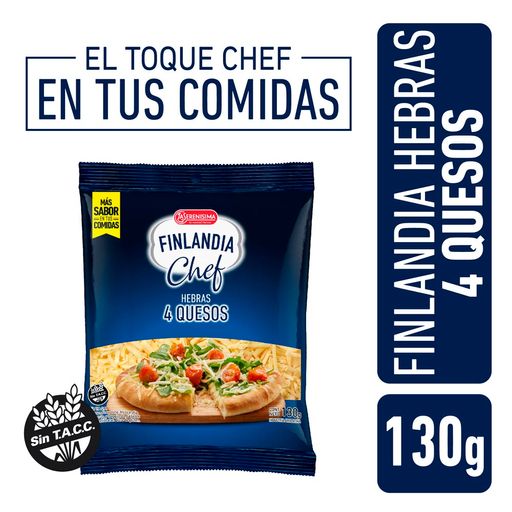 EL TOQUE CHEF
EN TUS COMIDAS
MÁS
SABOR
EN TUS
COMIDAS
La SERENISIMA
FINLANDIA
Chef
HEBRAS
4 QUESOS
130g
Sin T.A.C.C.
FINLANDIA HEBRAS
4 QUESOS
130g